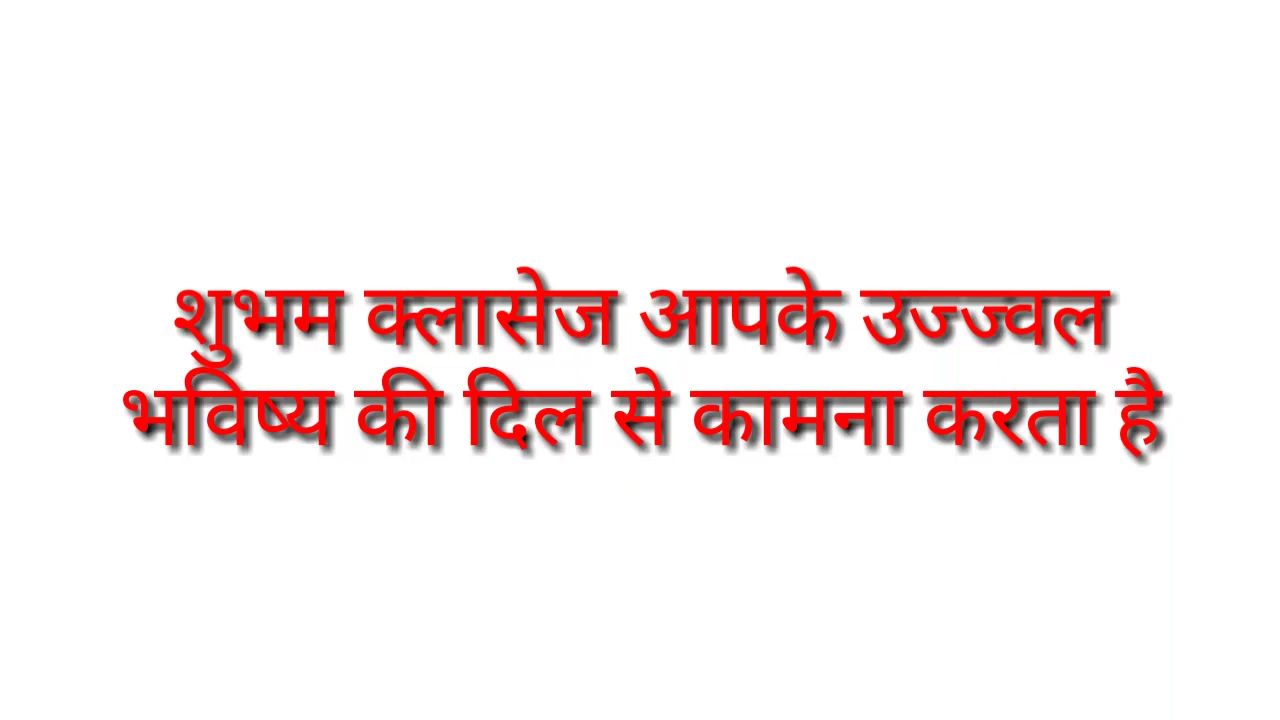 शुभम क्लासेज आपके उज्ज्वल
भविष्य की दिल से कामना करता है